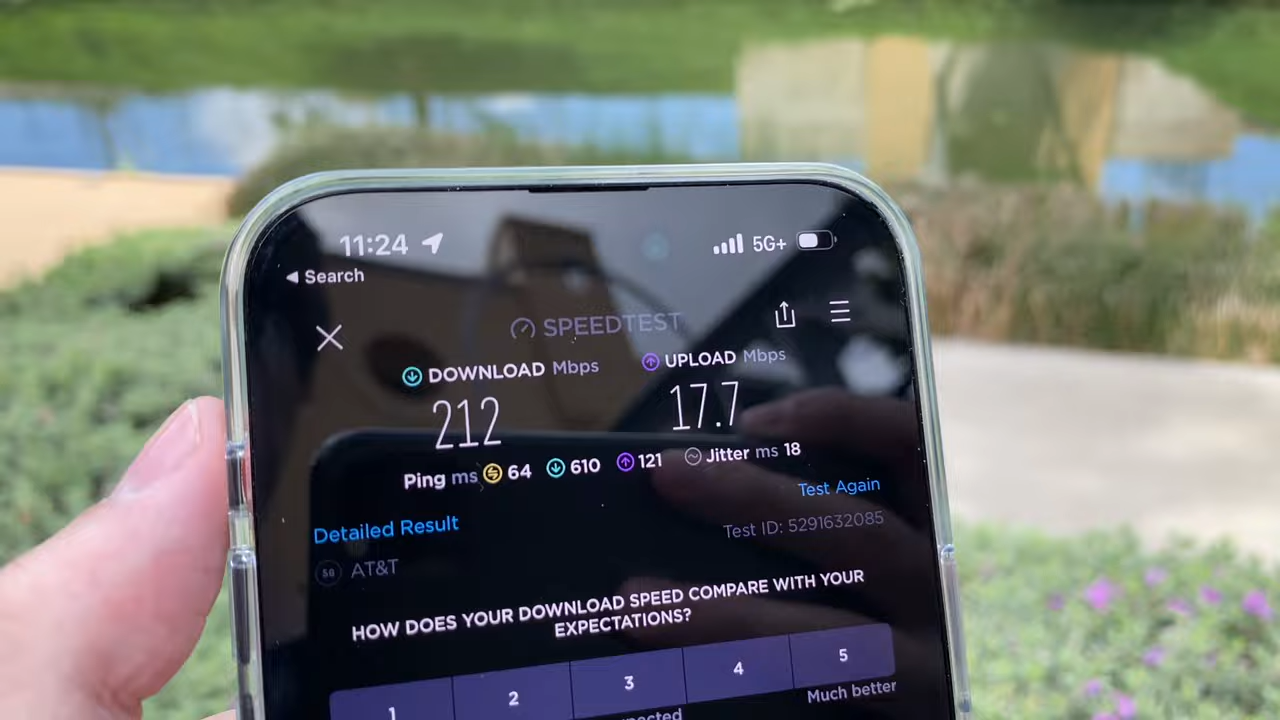 11:24 5G+
◀ Search
SPEEDTEST
DOWNLOAD Mbps UPLOAD Mbps
212 17.7
Ping ms 64 610 121 Jitter ms 18
Test Again
Detailed Result
Test ID: 5291632085
5G AT&T
HOW DOES YOUR DOWNLOAD SPEED COMPARE WITH YOUR
EXPECTATIONS?
1 2 3 4 5
Much better